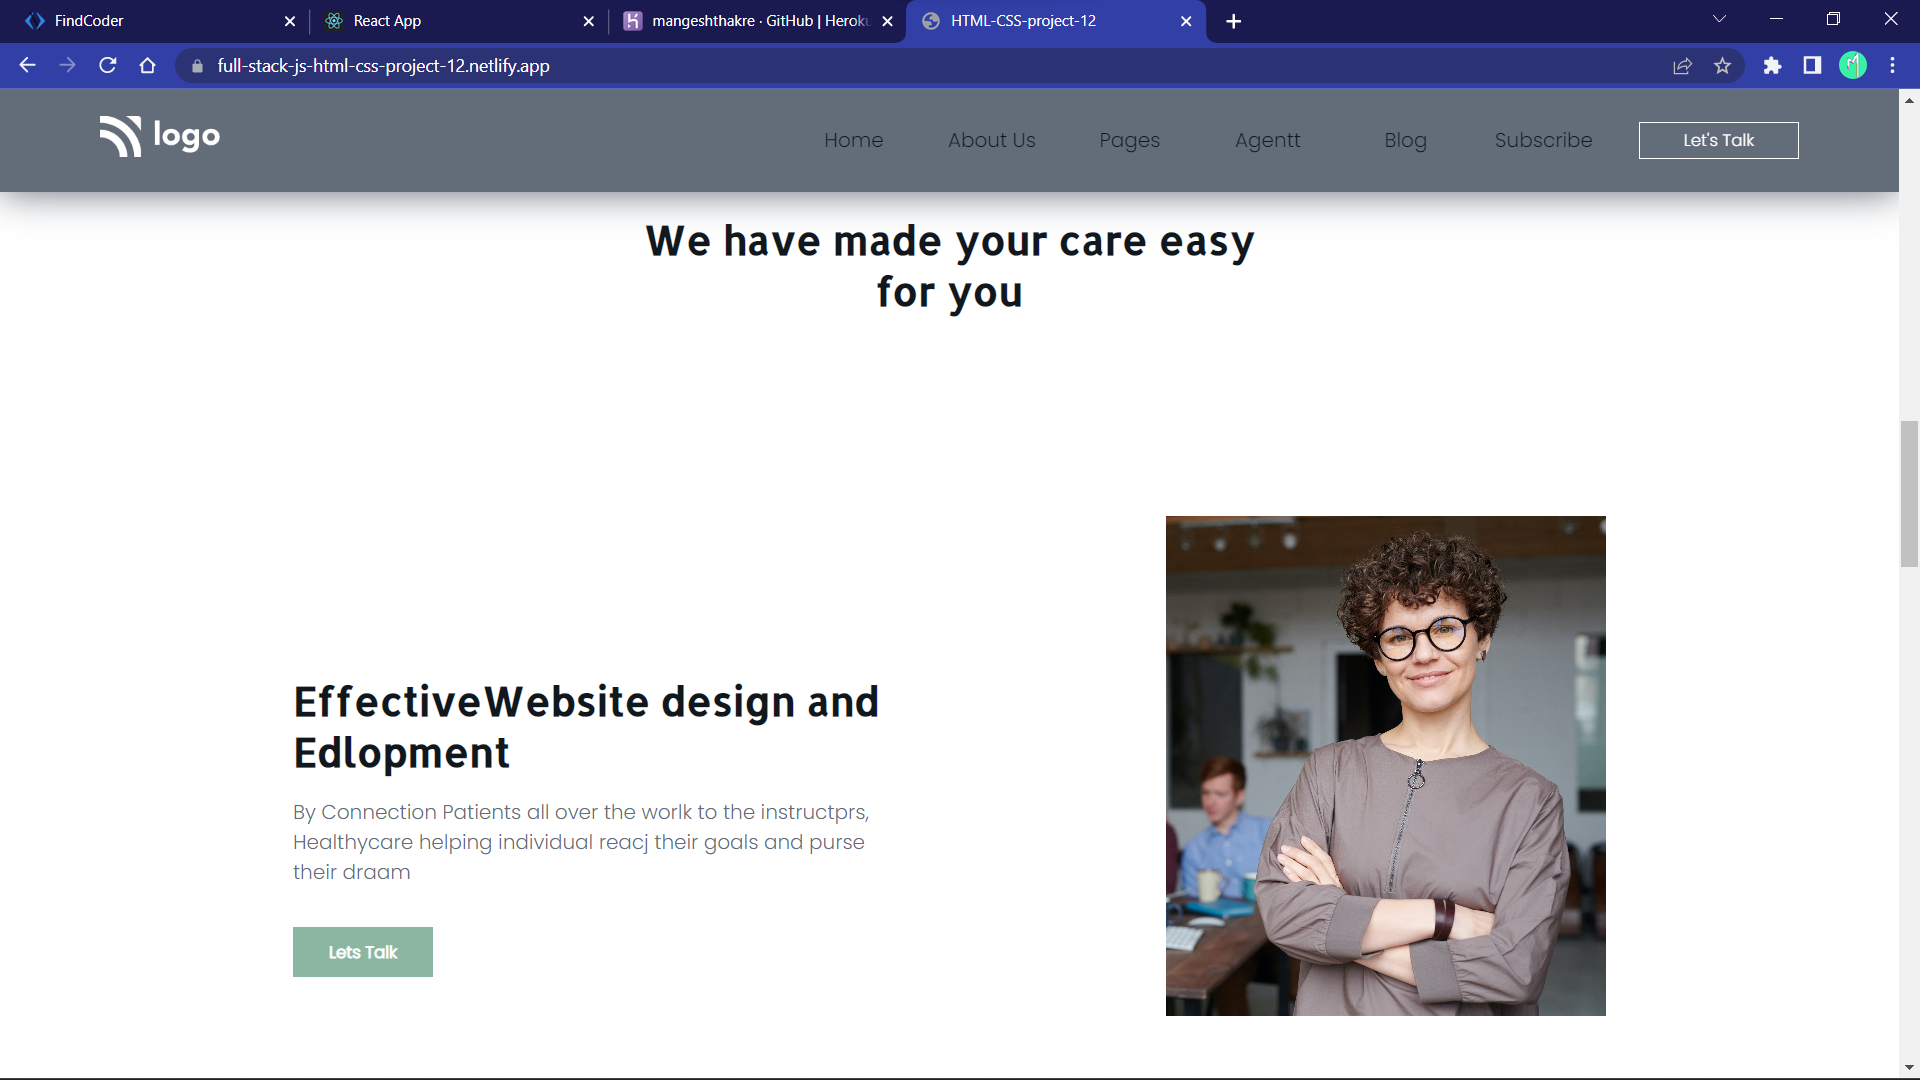 FindCoder
React App
mangeshthakre · GitHub | Heroku
HTML-CSS-project-12
full-stack-js-html-css-project-12.netlify.app
logo
Home About Us Pages Agentt Blog Subscribe Let's Talk
We have made your care easy
for you
EffectiveWebsite design and
Edlopment
By Connection Patients all over the worlk to the instructprs,
Healthycare helping individual reacj their goals and purse
their draam
Lets Talk